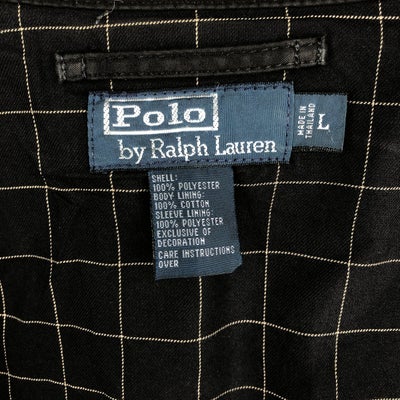 Polo
by Ralph Lauren
MADE IN
THAILAND
L
SHELL:
100% POLYESTER
BODY LINING:
100% COTTON
SLEEVE LINING:
100% POLYESTER
EXCLUSIVE OF
DECORATION
CARE INSTRUCTIONS
OVER